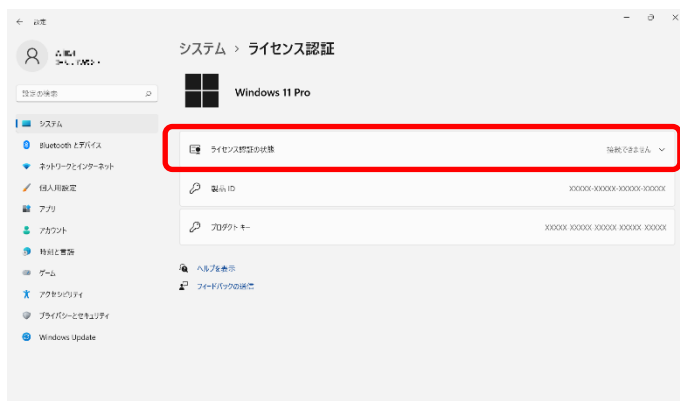 ← 設定
システム › ライセンス認証
Windows 11 Pro
設定の検索
システム
Bluetooth とデバイス
ネットワークとインターネット
個人用設定
アプリ
アカウント
時刻と言語
ゲーム
アクセシビリティ
プライバシーとセキュリティ
Windows Update
ライセンス認証の状態
接続できません
製品 ID
XXXXX-XXXXX-XXXXX-XXXXX
プロダクト キー
XXXXX XXXXX XXXXX XXXXX XXXXX
ヘルプを表示
フィードバックの送信